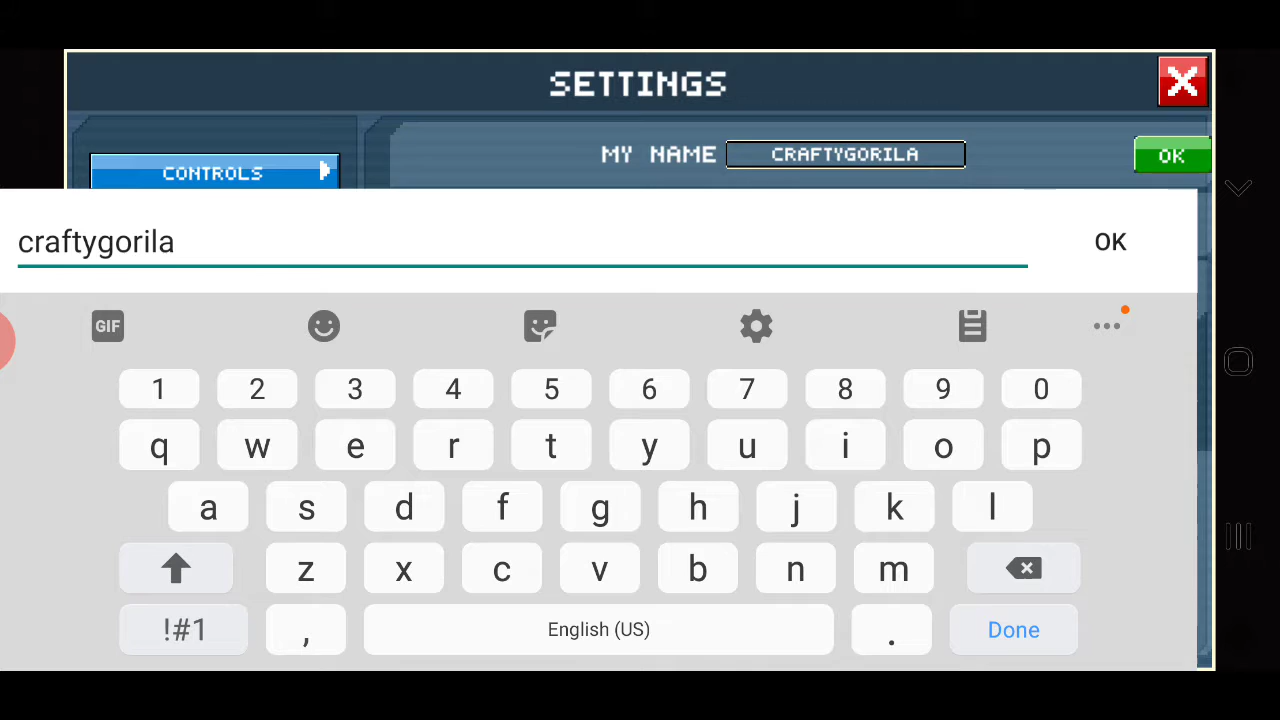 SETTINGS
CONTROLS
MY NAME CRAFTYGORILA OK
craftygorila OK
GIF
1 2 3 4 5 6 7 8 9 0
q w e r t y u i o p
a s d f g h j k l
z x c v b n m
!#1 , English (US) . Done